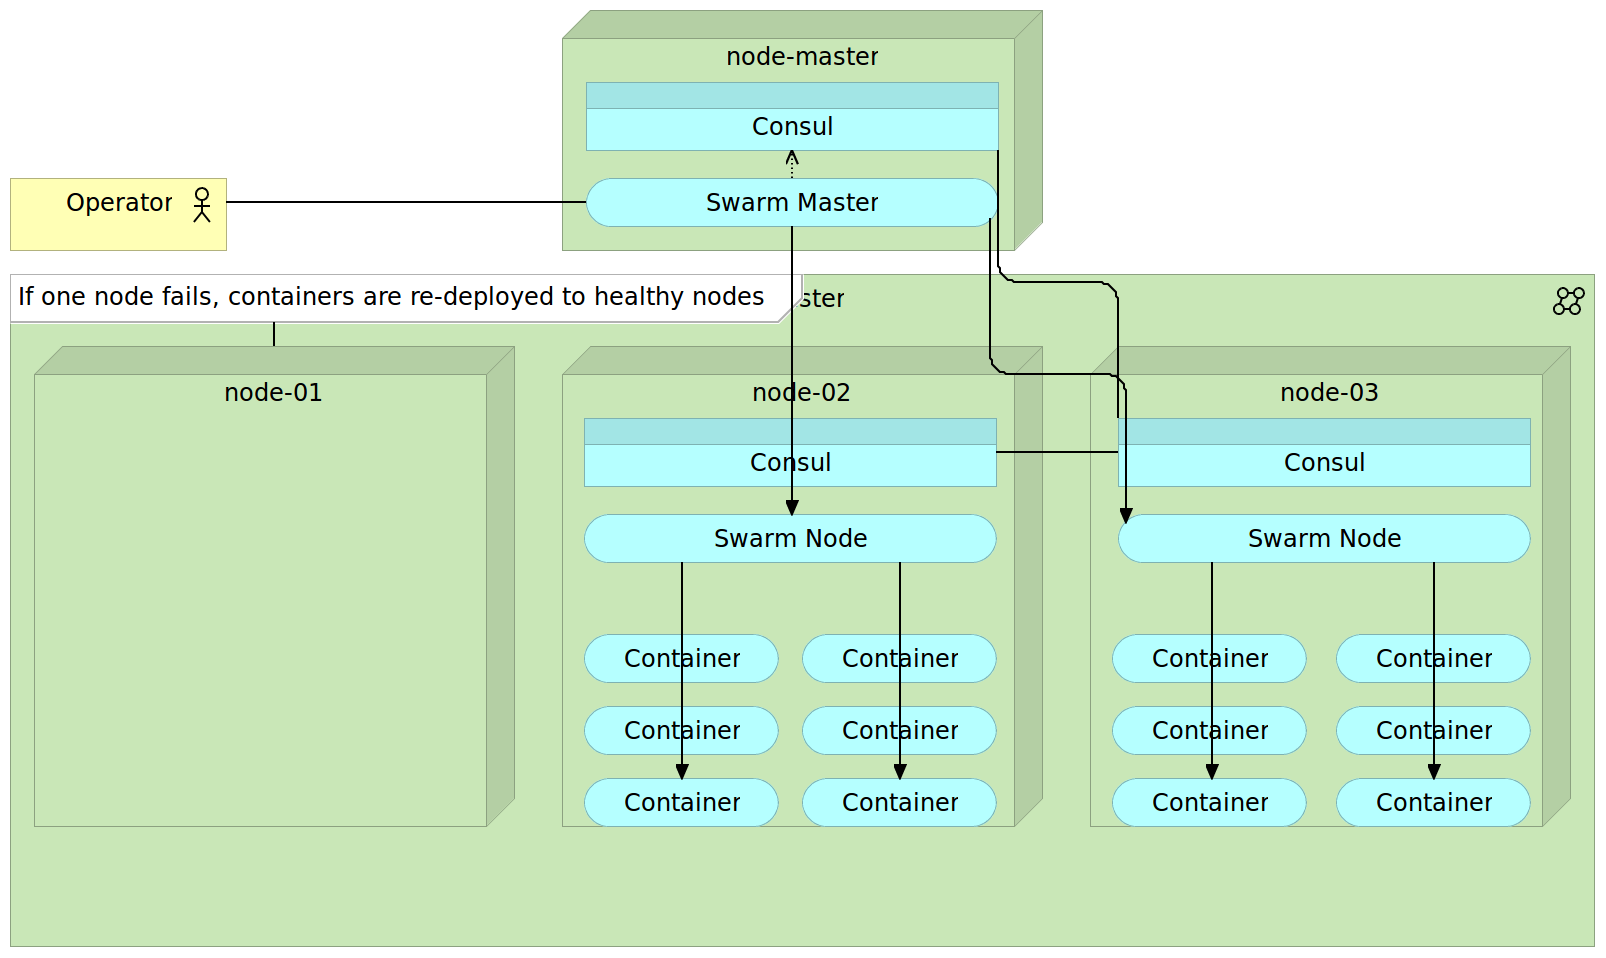 node-master
Consul
Operator
Swarm Master
If one node fails, containers are re-deployed to healthy nodes
ster
node-01
node-02
node-03
Consul
Consul
Swarm Node
Swarm Node
Container
Container
Container
Container
Container
Container
Container
Container
Container
Container
Container
Container